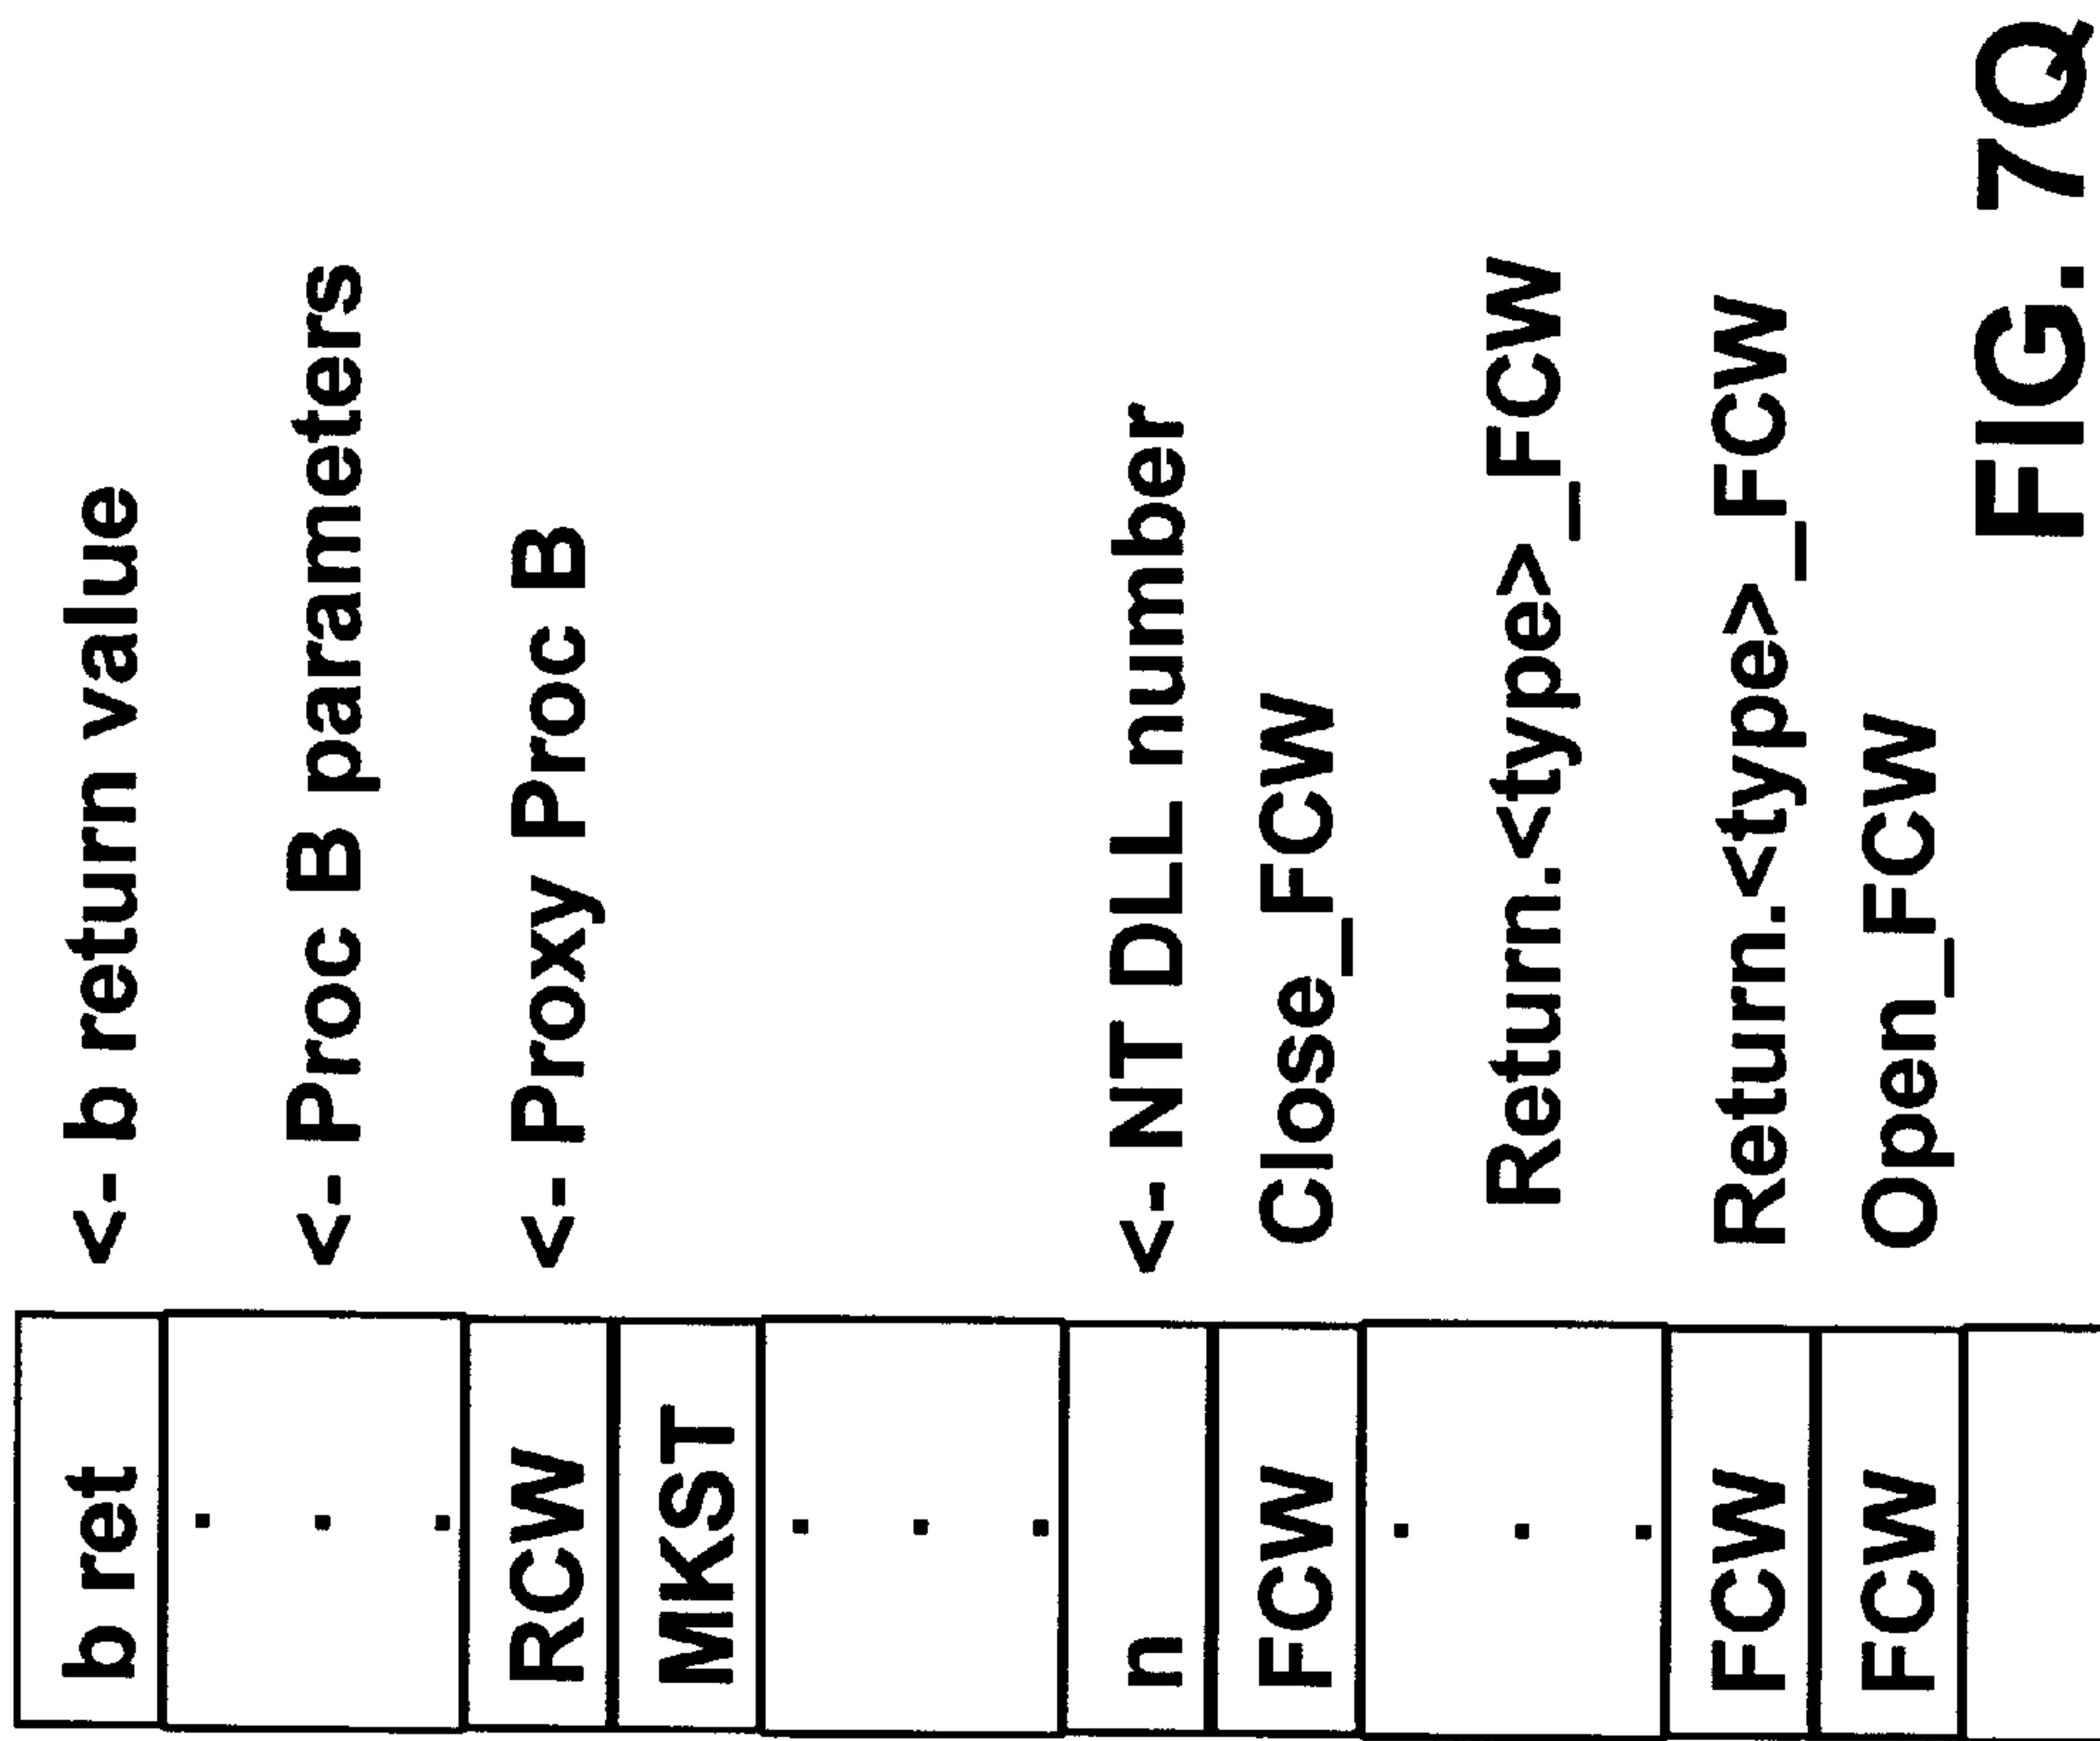 b ret <- b return value
.
. <- Proc B parameters
.
RCW <- Proxy Proc B
MKST
.
.
.
n <- NT DLL number
FCW Close_FCW
.
. Return.<type>_FCW
.
FCW Return.<type>_FCW
FCW Open_FCW
FIG. 7Q